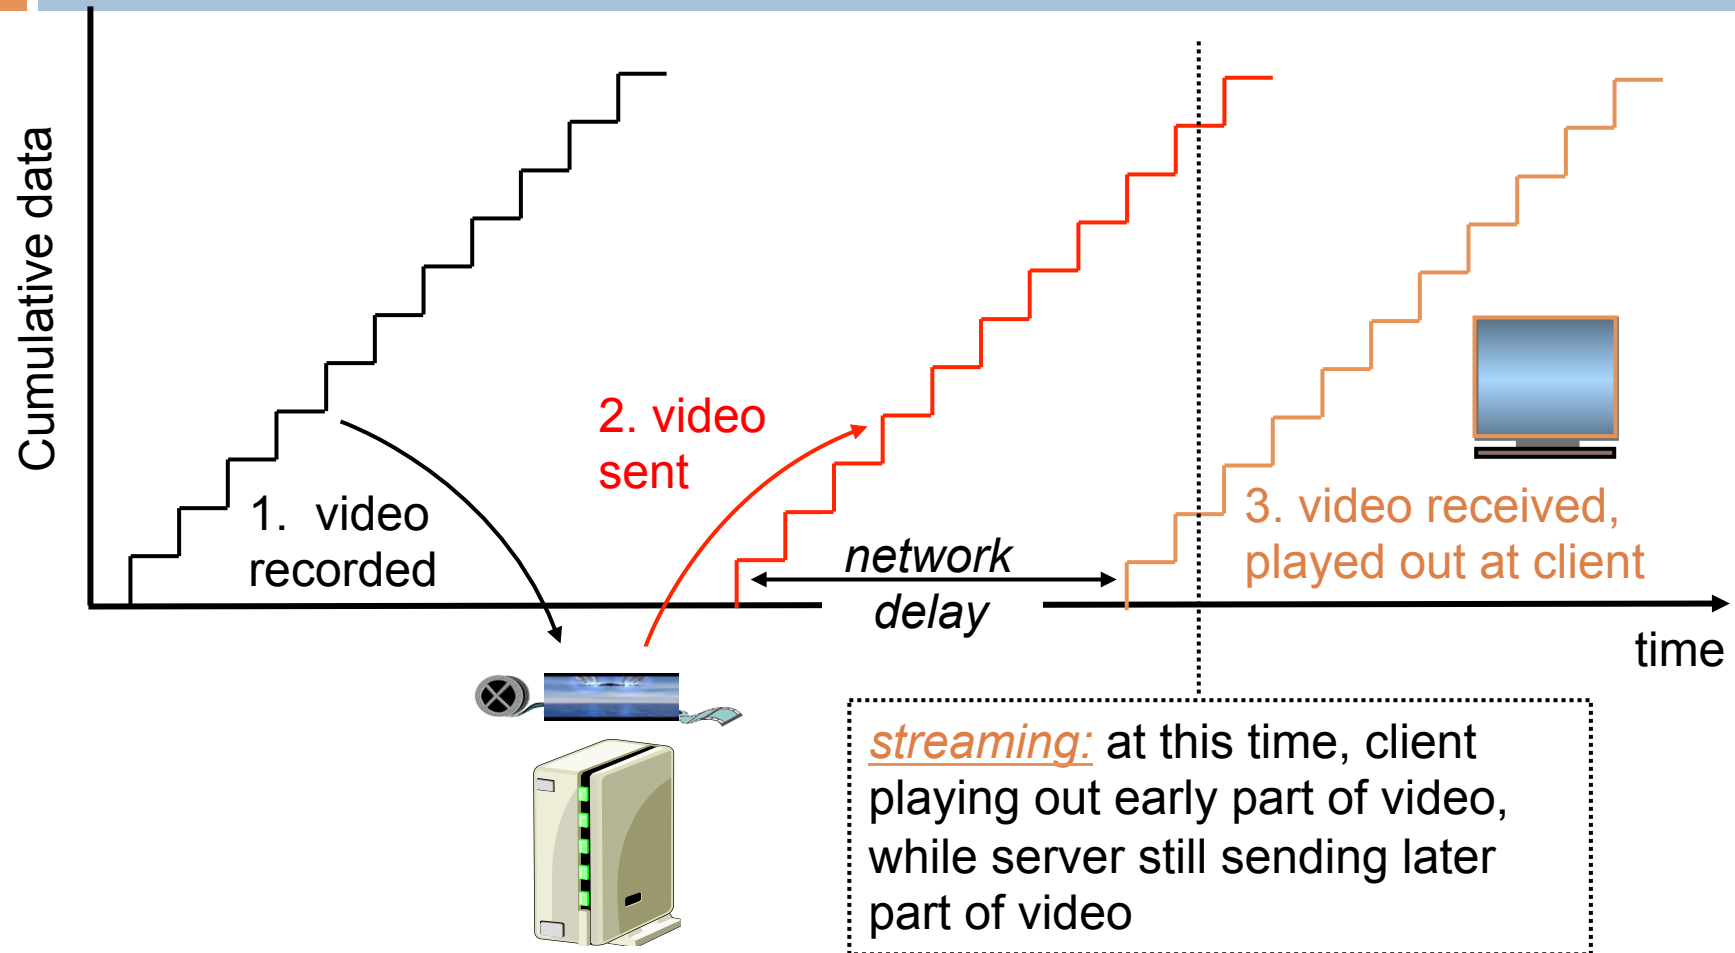 Cumulative data
1. video
recorded
2. video
sent
network
delay
3. video received,
played out at client
time
streaming: at this time, client
playing out early part of video,
while server still sending later
part of video